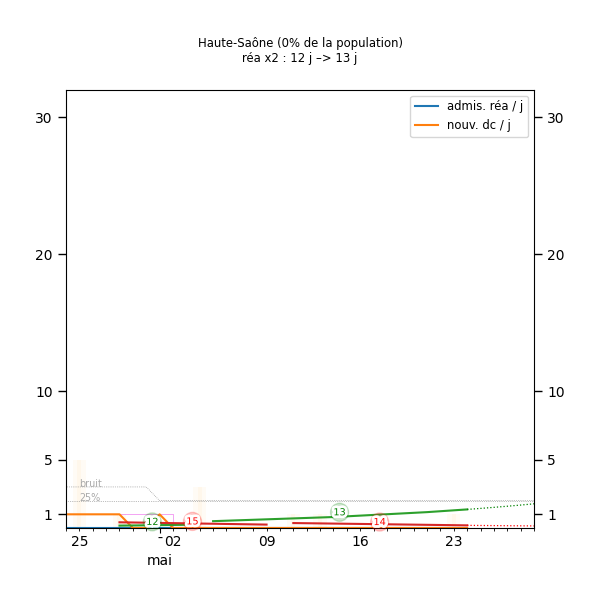 Haute-Saône (0% de la population)
réa x2 : 12 j –> 13 j
admis. réa / j
nouv. dc / j
30 30
20 20
10 10
5 5
bruit
25%
1 1
12 15 13 14
25 02 09 16 23
mai